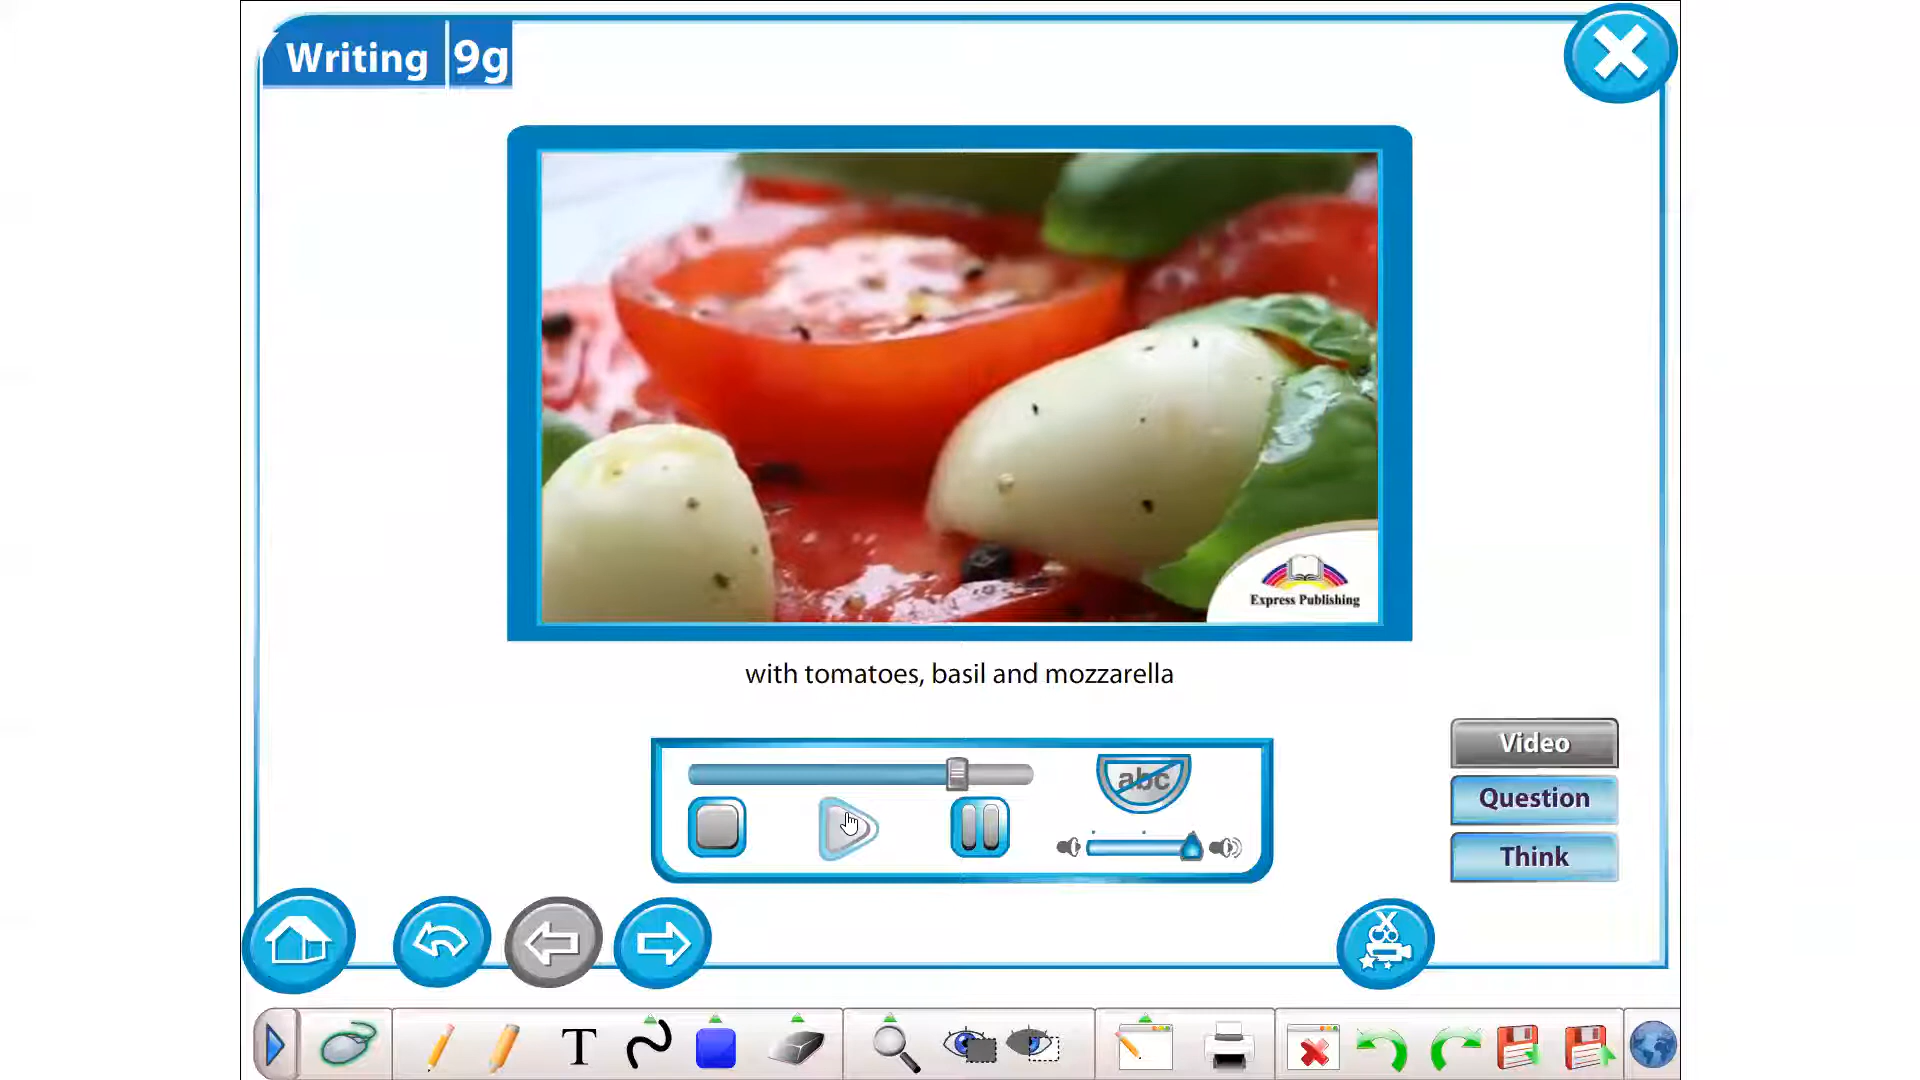 Writing 9g
Express Publishing
with tomatoes, basil and mozzarella
abc
Video
Question
Think
T